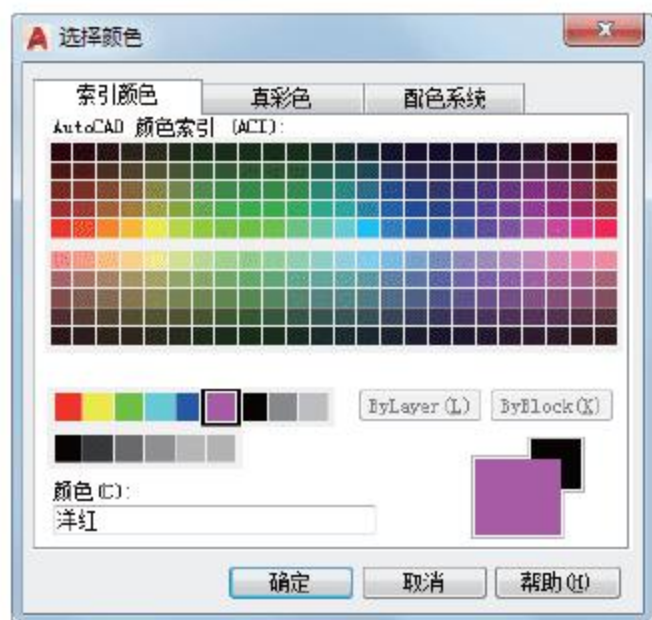 选择颜色
索引颜色 真彩色 配色系统
AutoCAD 颜色索引 (ACI):
ByLayer(L) ByBlock(K)
颜色(C):
洋红
确定 取消 帮助(H)